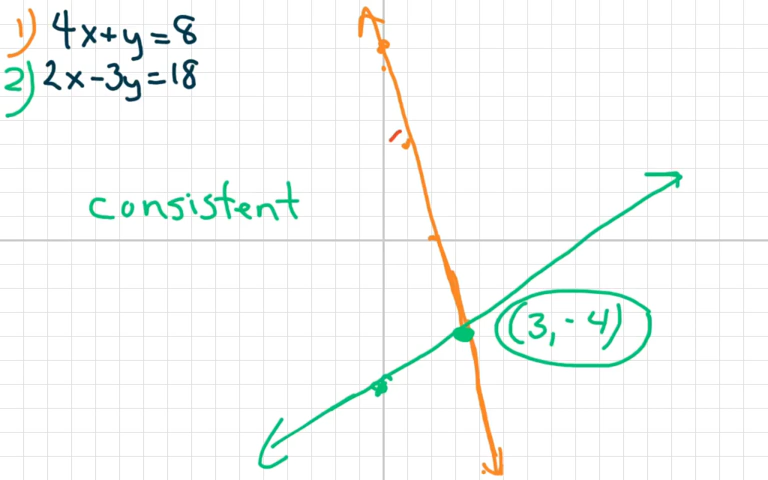 1) 4x+y=8
2) 2x-3y=18
consistent
(3,-4)